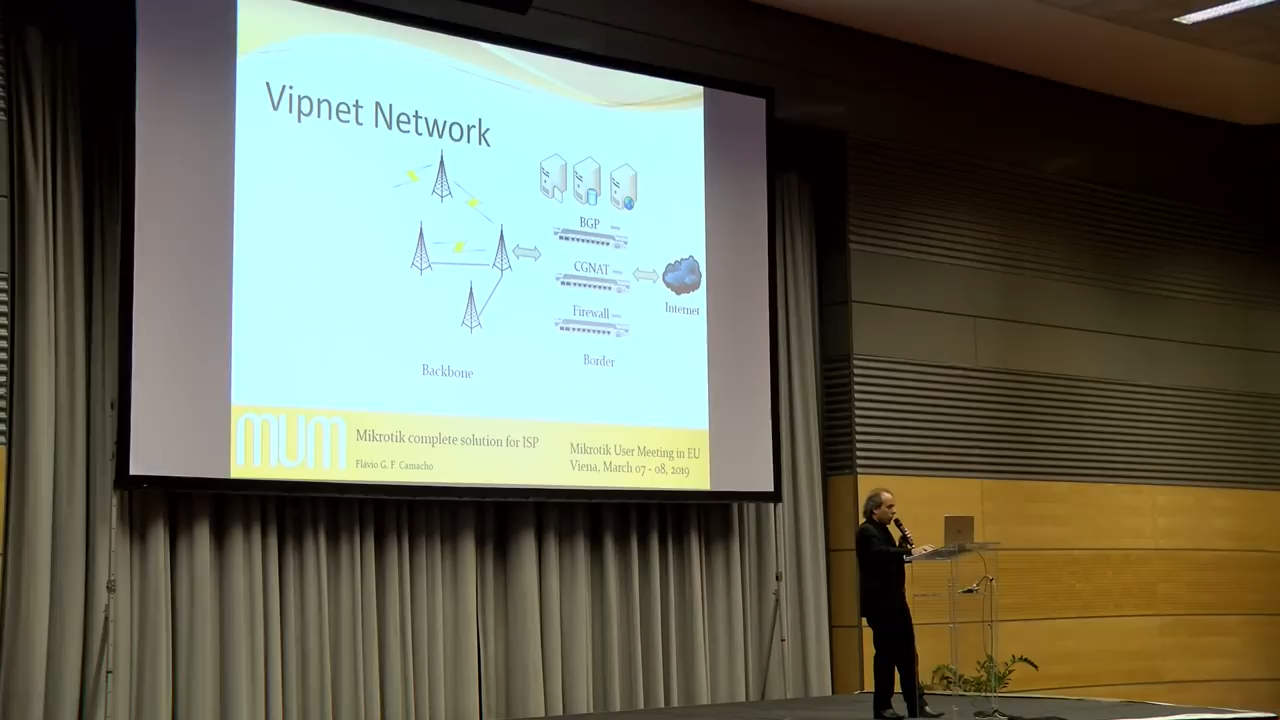 Vipnet Network
BGP
CGNAT
Internet
Firewall
Border
Backbone
MUM
Mikrotik complete solution for ISP
Flávio G. F. Camacho
Mikrotik User Meeting in EU
Viena, March 07 - 08, 2019